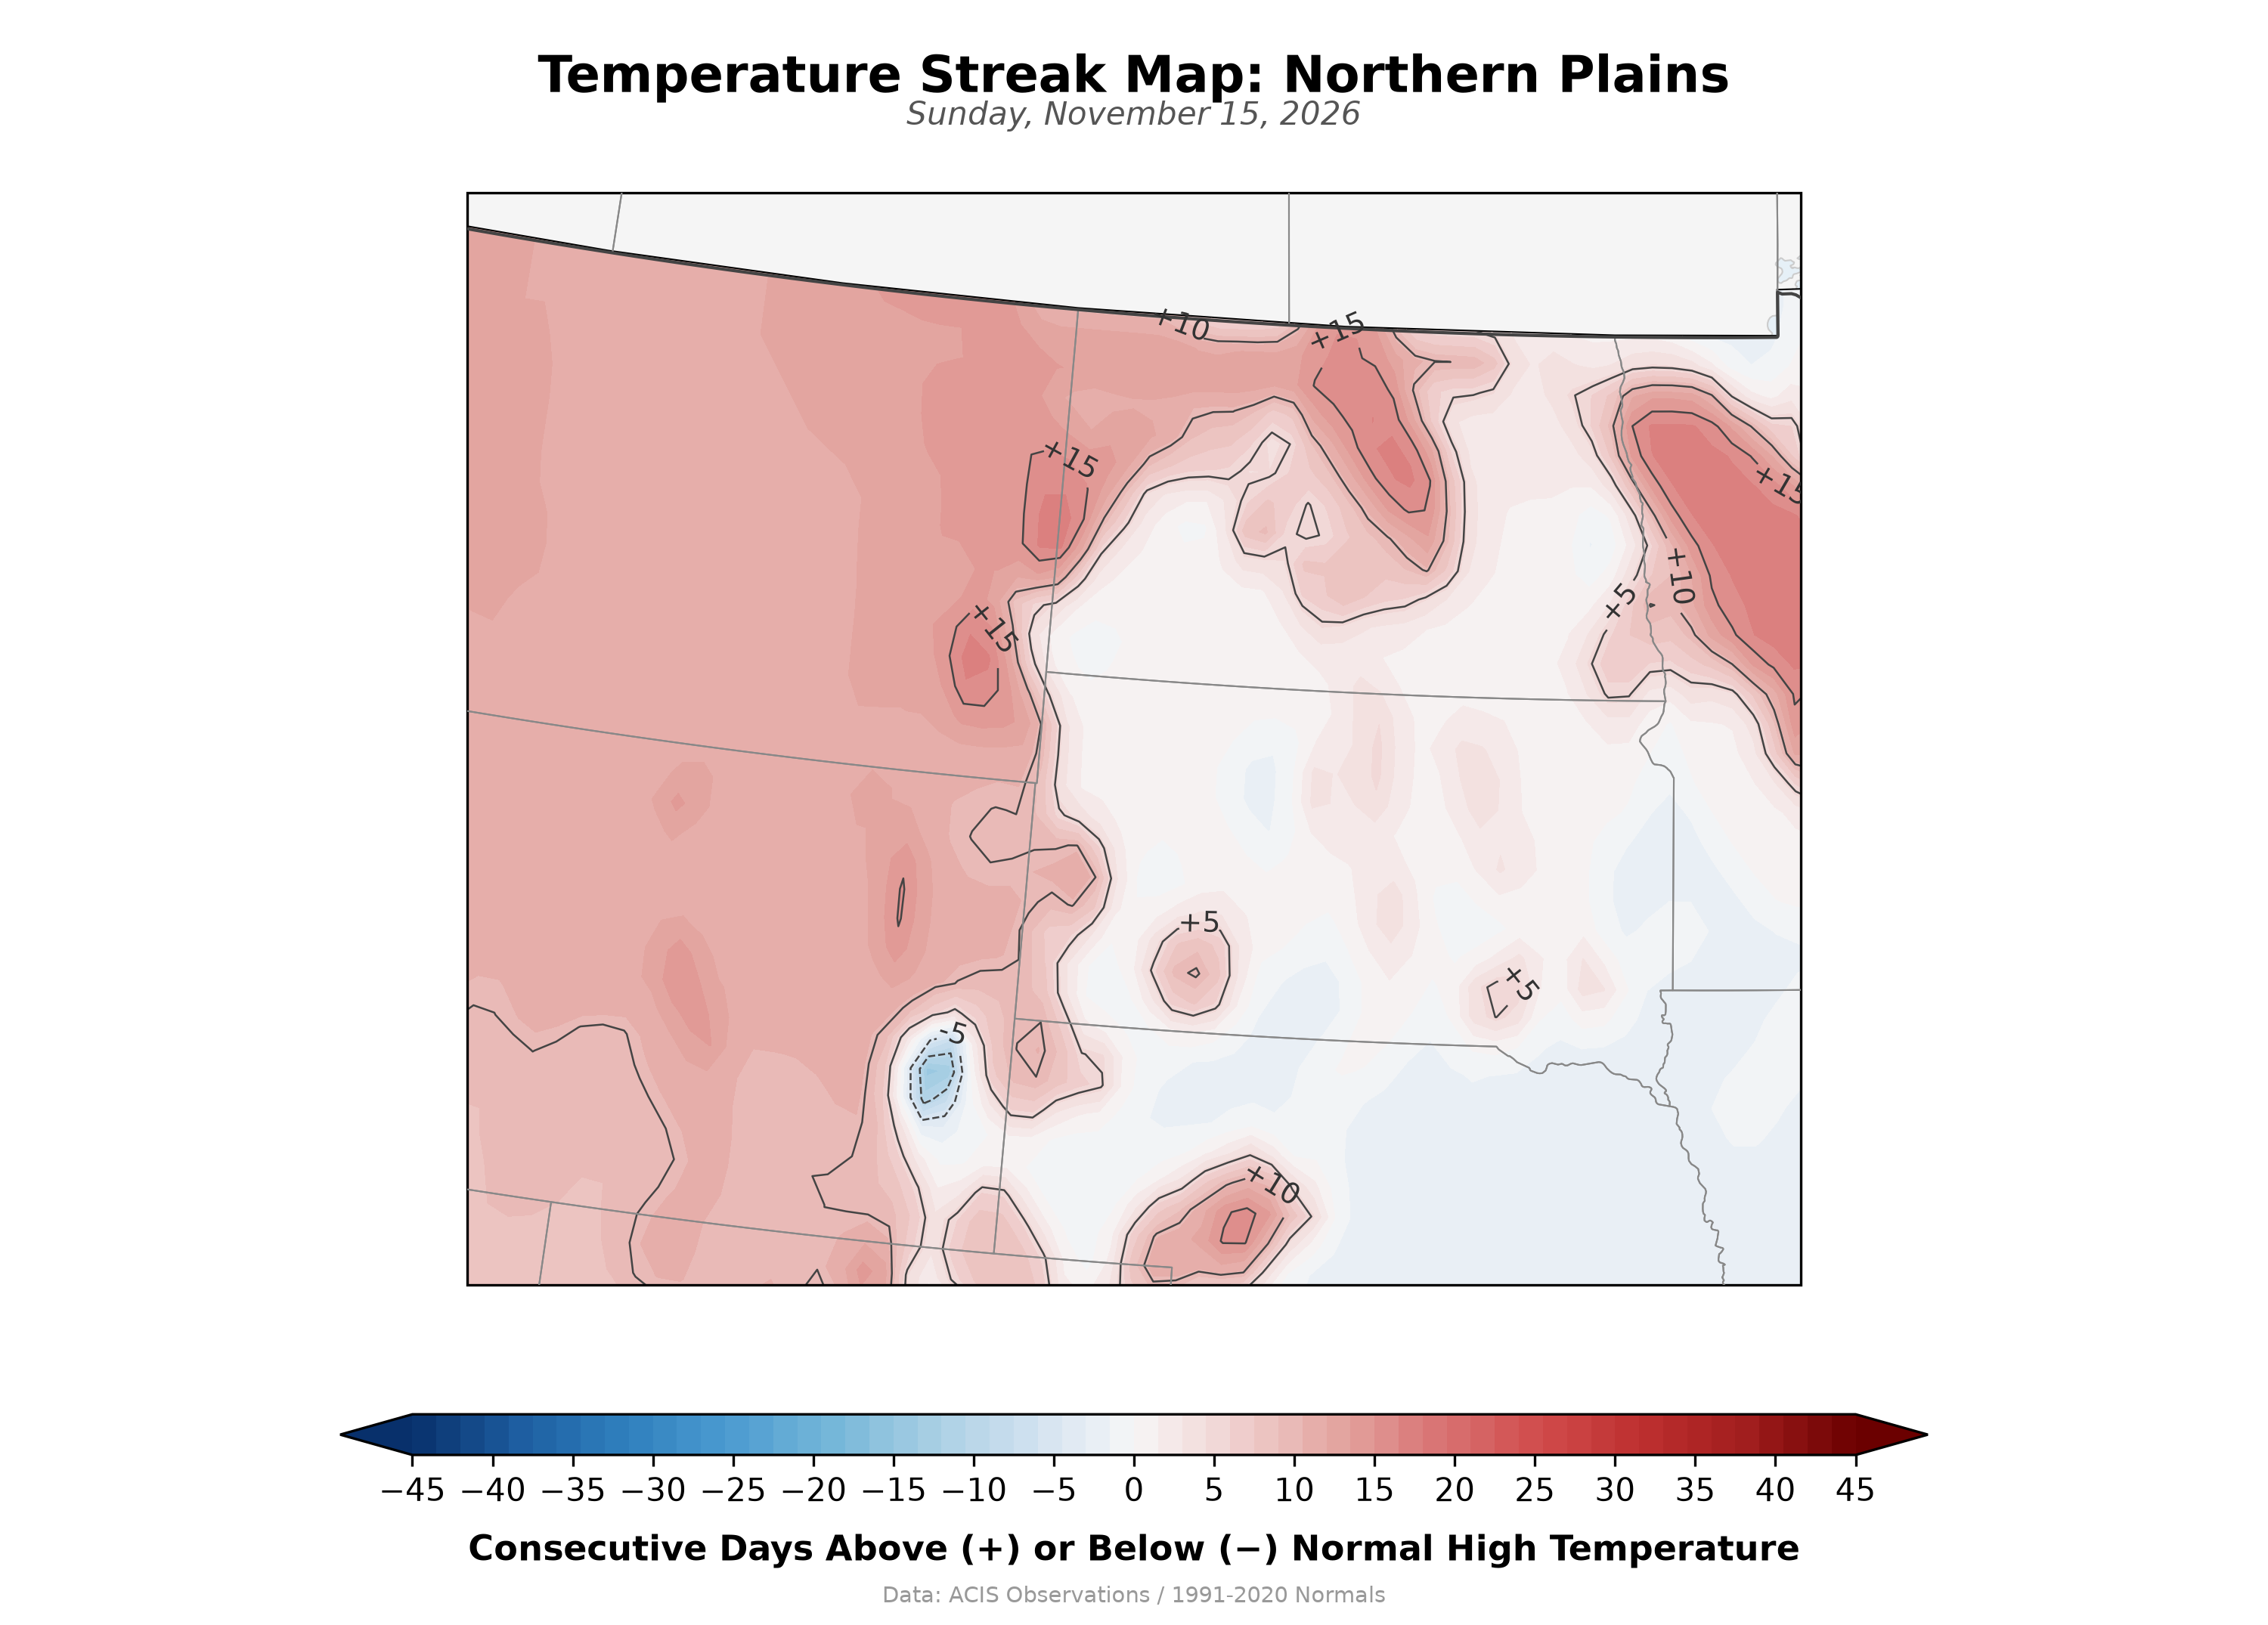 Temperature Streak Map: Northern Plains
Sunday, November 15, 2026
+10
+15
+15
+15
+10
+5
+15
+5
+5
-5
+10
−45 −40 −35 −30 −25 −20 −15 −10 −5 0 5 10 15 20 25 30 35 40 45
Consecutive Days Above (+) or Below (−) Normal High Temperature
Data: ACIS Observations / 1991-2020 Normals